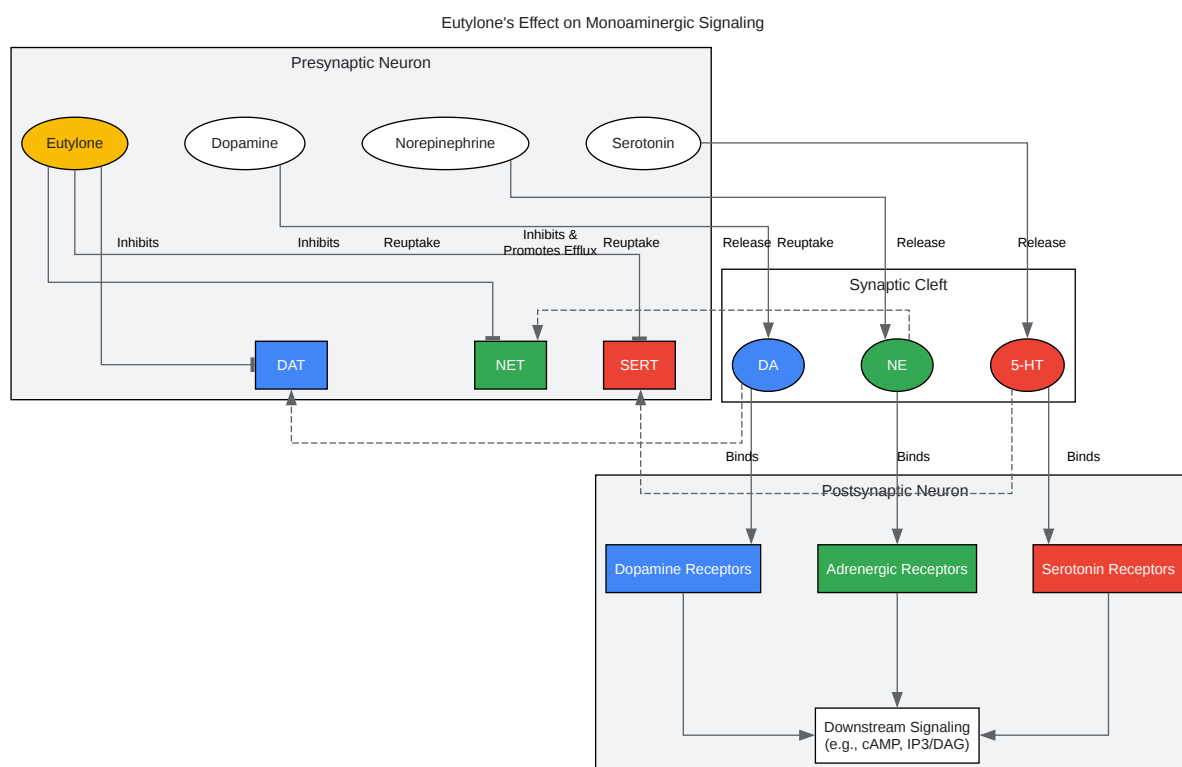 Eutylone's Effect on Monoaminergic Signaling
Presynaptic Neuron
Eutylone
Dopamine
Norepinephrine
Serotonin
Inhibits
Inhibits
Reuptake
Inhibits &
Promotes Efflux
Reuptake
Release
Reuptake
Release
Release
Synaptic Cleft
DAT
NET
SERT
DA
NE
5-HT
Binds
Binds
Binds
Postsynaptic Neuron
Dopamine Receptors
Adrenergic Receptors
Serotonin Receptors
Downstream Signaling
(e.g., cAMP, IP3/DAG)